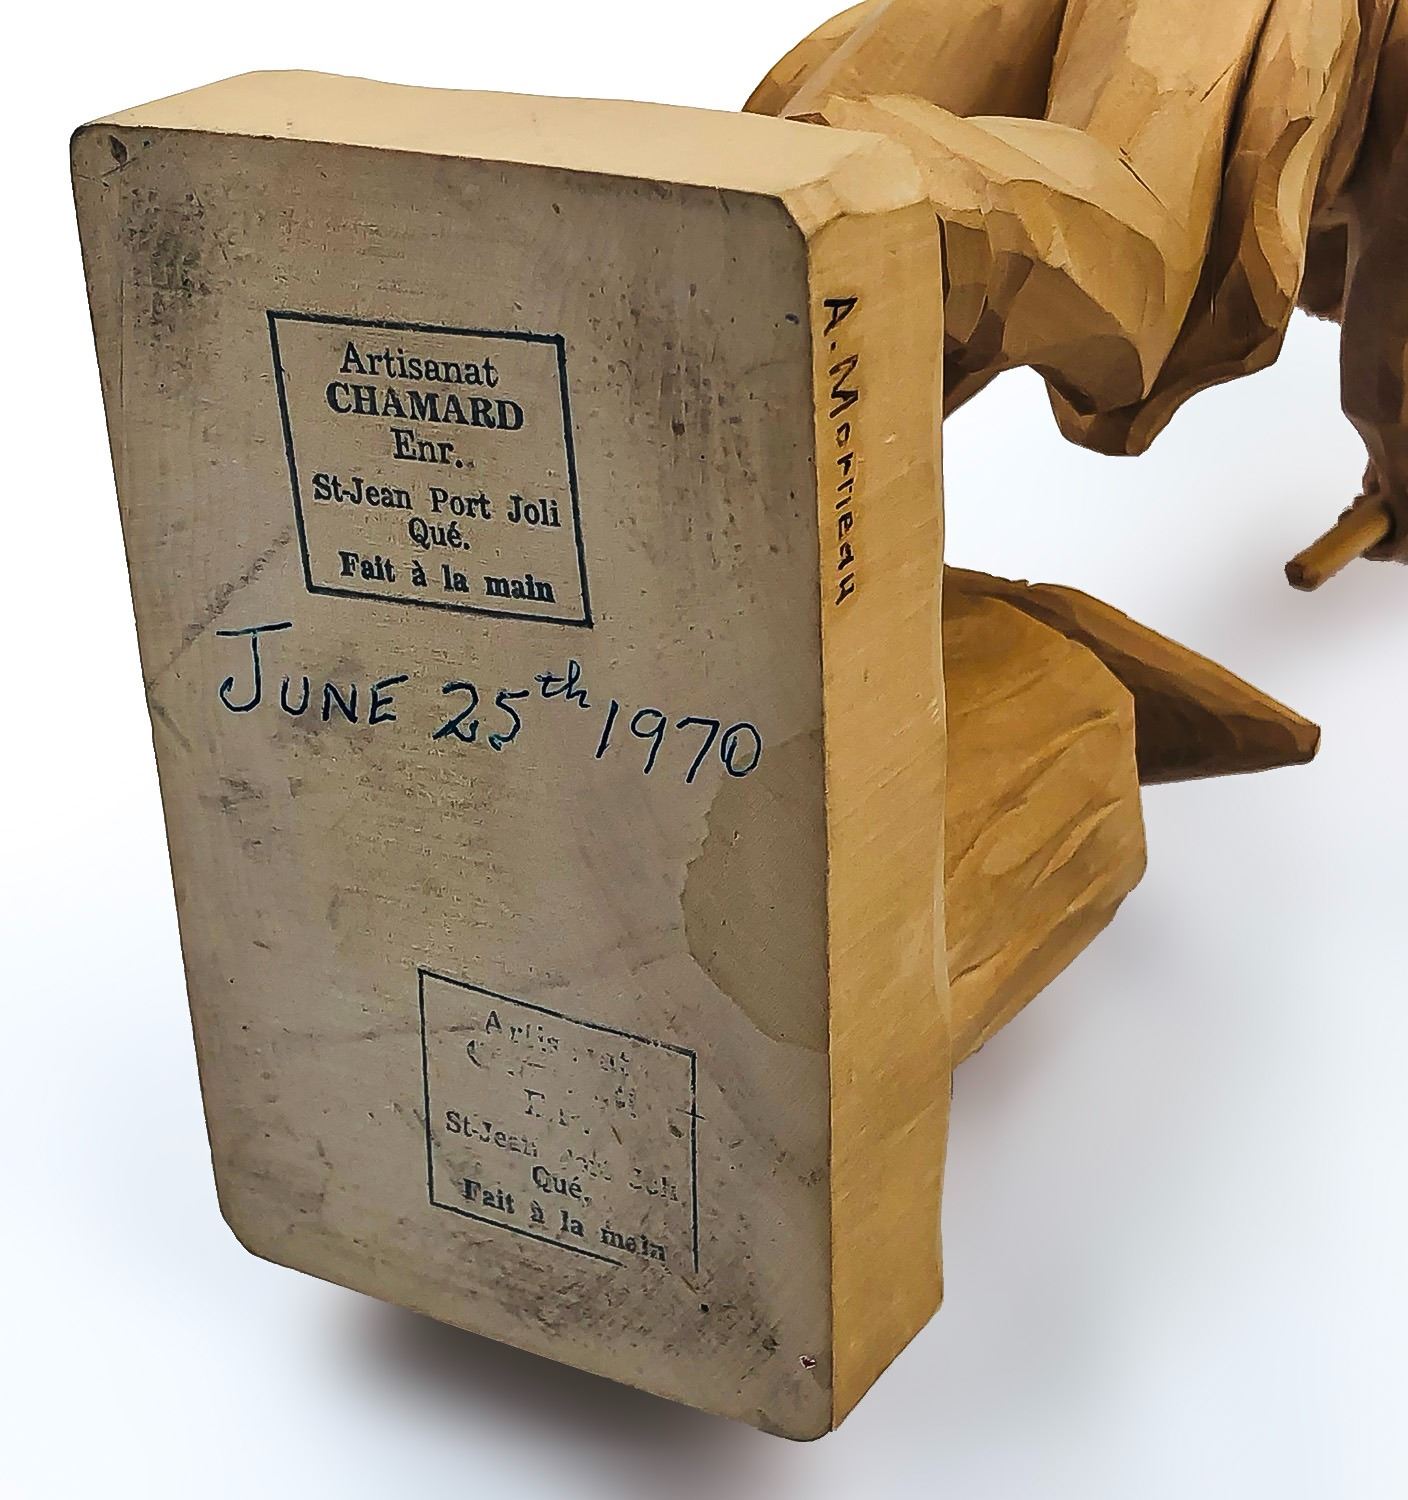 Artisanat
CHAMARD
Enr.
St-Jean Port Joli
Qué.
Fait à la main
JUNE 25th 1970
St-Jean
Qué.
Fait à la main
A. Morneau